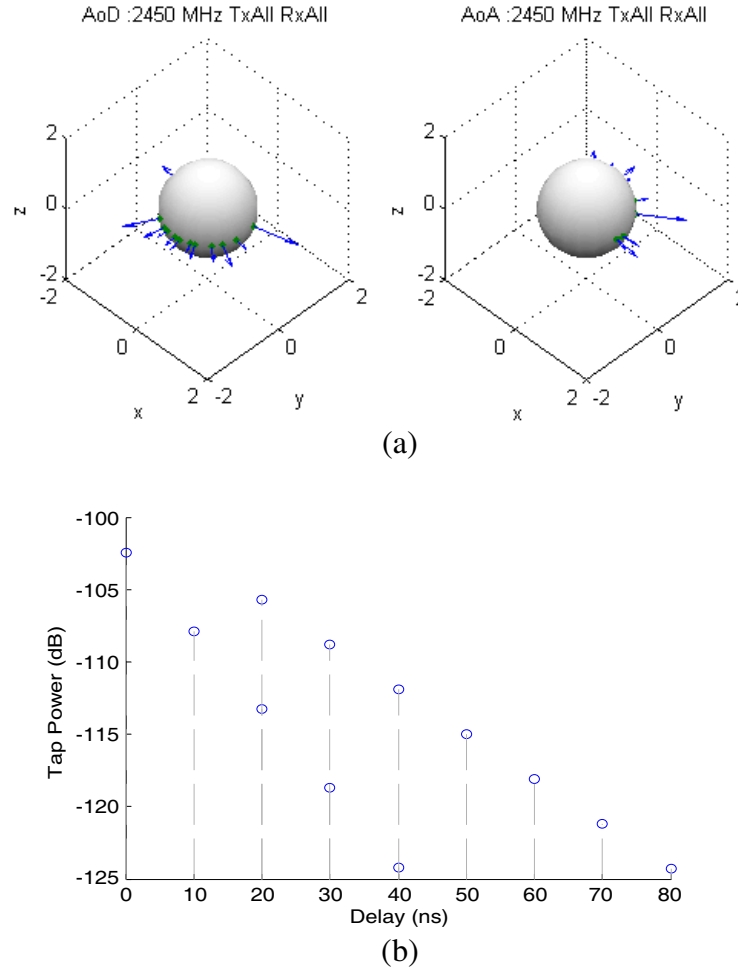 AoD :2450 MHz TxAll RxAll
AoA :2450 MHz TxAll RxAll
2
0
-2
z
-2
0
2
x
-2
0
2
y
2
0
-2
z
-2
0
2
x
-2
0
2
y
(a)
-100
-105
-110
-115
-120
-125
Tap Power (dB)
0
10
20
30
40
50
60
70
80
Delay (ns)
(b)